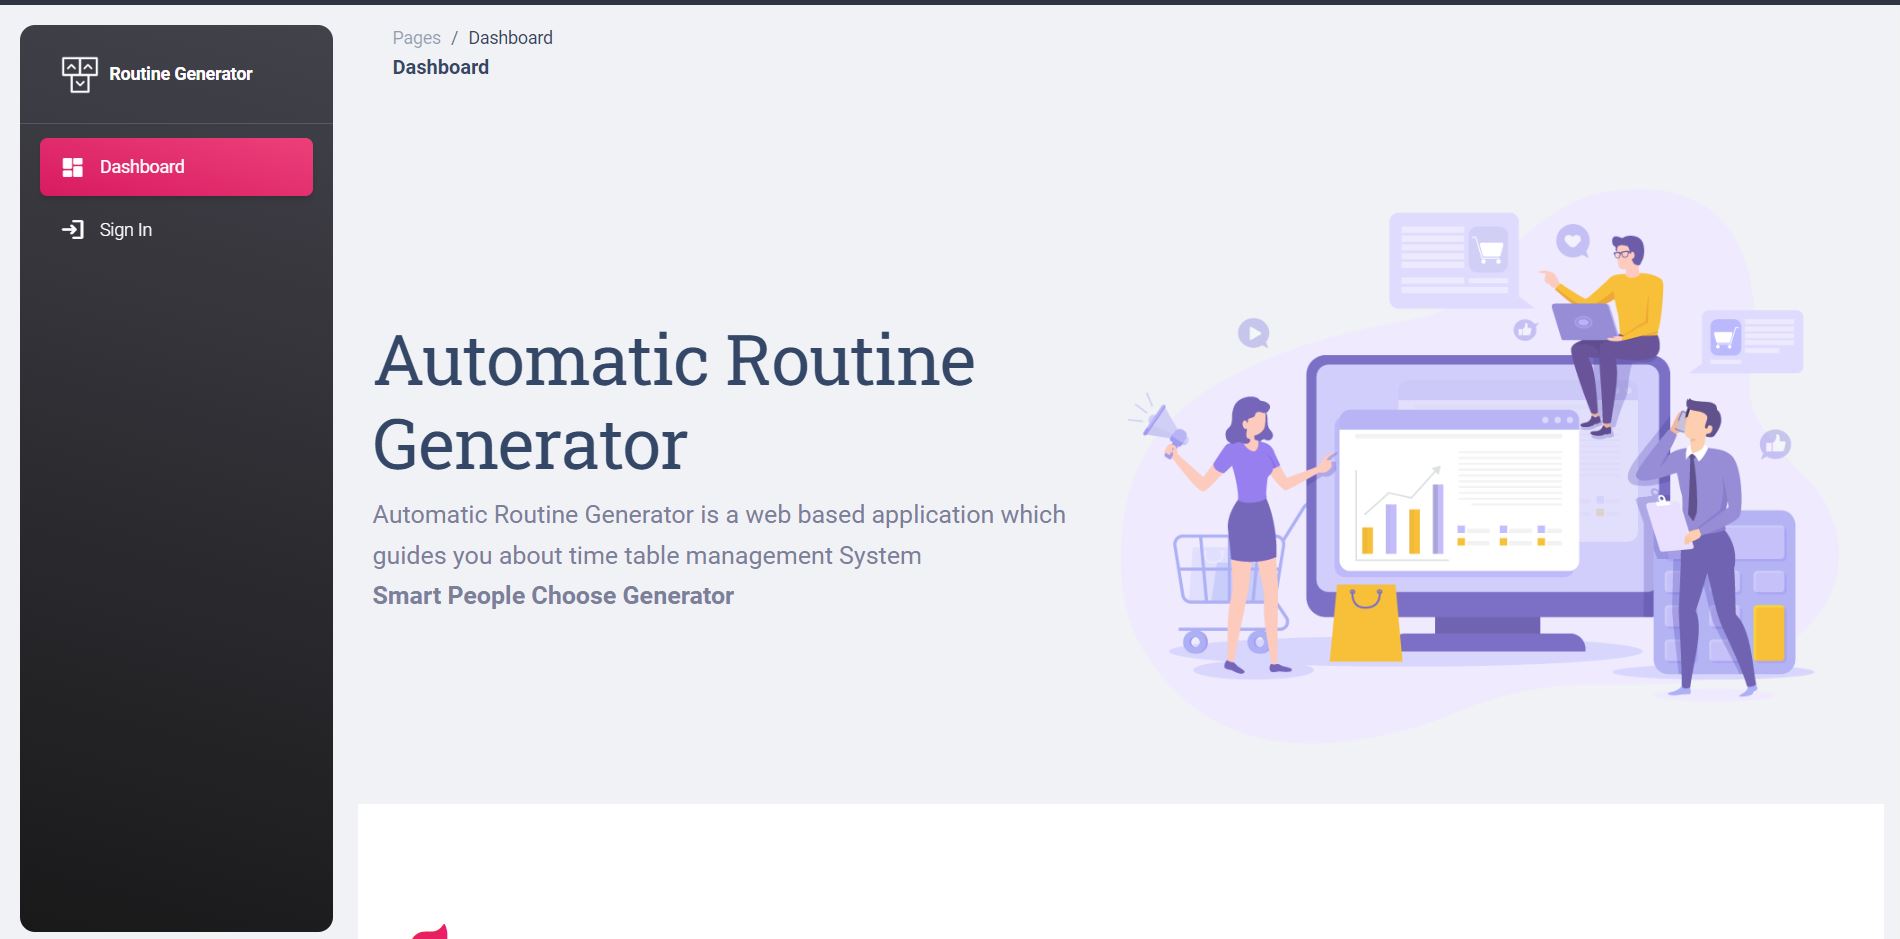 Routine Generator
Dashboard
Sign In
Pages / Dashboard
Dashboard
Automatic Routine
Generator
Automatic Routine Generator is a web based application which
guides you about time table management System
Smart People Choose Generator